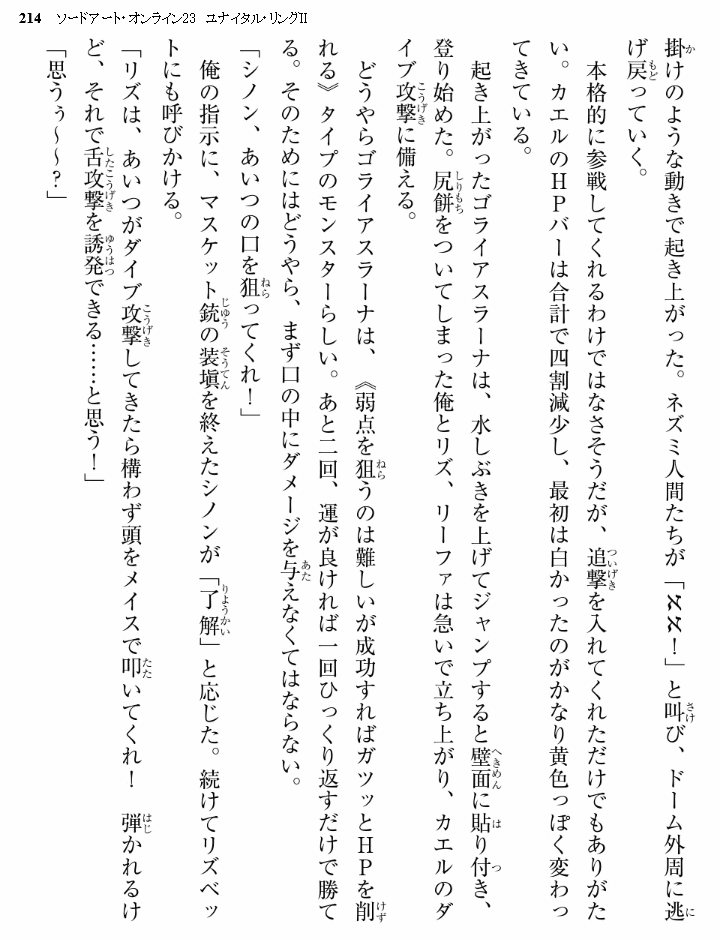 214 ソードアート・オンライン23 ユナイタル・リングⅡ
掛けのような動きで起き上がった。ネズミ人間たちが「אא！」と叫び、ドーム外周に逃
げ戻っていく。
本格的に参戦してくれるわけではなさそうだが、追撃を入れてくれただけでもありがた
い。カエルのＨＰバーは合計で四割減少し、最初は白かったのがかなり黄色っぽく変わっ
てきている。
起き上がったゴライアスラーナは、水しぶきを上げてジャンプすると壁面に貼り付き、
登り始めた。尻餅をついてしまった俺とリズ、リーファは急いで立ち上がり、カエルのダ
イブ攻撃に備える。
どうやらゴライアスラーナは、《弱点を狙うのは難しいが成功すればガツッとＨＰを削
れる》タイプのモンスターらしい。あと二回、運が良ければ一回ひっくり返すだけで勝て
る。そのためにはどうやら、まず口の中にダメージを与えなくてはならない。
「シノン、あいつの口を狙ってくれ！」
俺の指示に、マスケット銃の装塡を終えたシノンが「了解」と応じた。続けてリズベッ
トにも呼びかける。
「リズは、あいつがダイブ攻撃してきたら構わず頭をメイスで叩いてくれ！　弾かれるけ
ど、それで舌攻撃を誘発できる……と思う！」
「思うぅ～～？」